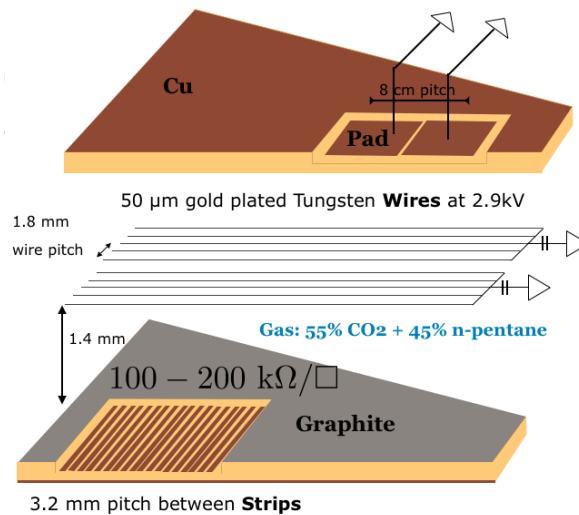 Cu
8 cm pitch
Pad
50 µm gold plated Tungsten Wires at 2.9kV
1.8 mm
wire pitch
Gas: 55% CO2 + 45% n-pentane
1.4 mm
100 − 200 kΩ/□
Graphite
3.2 mm pitch between Strips